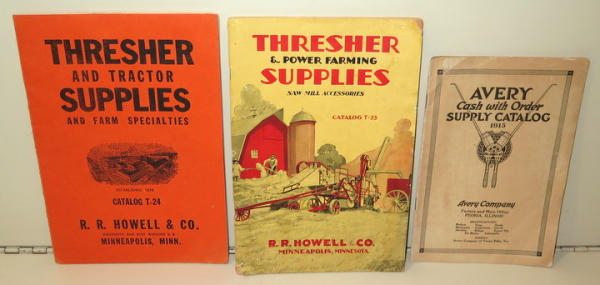 THRESHER
AND TRACTOR
SUPPLIES
AND FARM SPECIALTIES
ESTABLISHED 1878
CATALOG T-24
R. R. HOWELL & CO.
MINNEAPOLIS, MINN.
THRESHER
& POWER FARMING
SUPPLIES
SAW MILL ACCESSORIES
CATALOG T-23
R. R. HOWELL & CO.
MINNEAPOLIS, MINNESOTA.
AVERY
Cash with Order
SUPPLY CATALOG
1915
Avery Company
Factory and Main Office
PEORIA, ILLINOIS